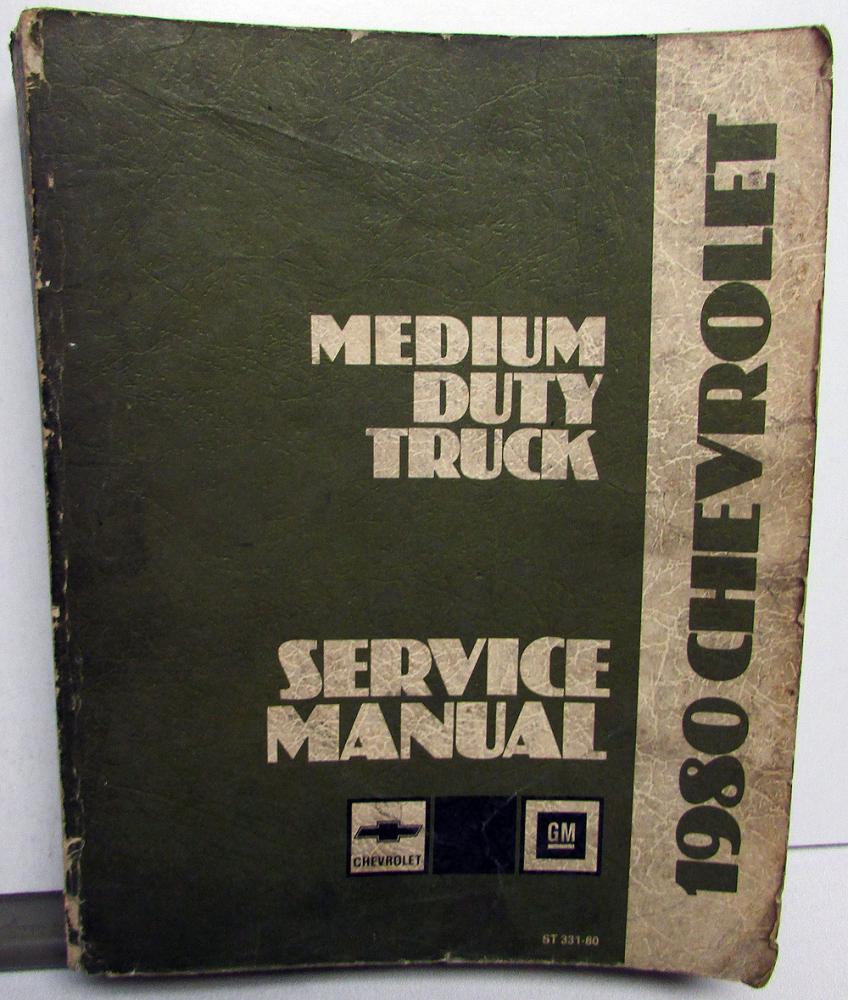 MEDIUM
DUTY
TRUCK
SERVICE
MANUAL
CHEVROLET
GM
ST 331-80
1980 CHEVROLET